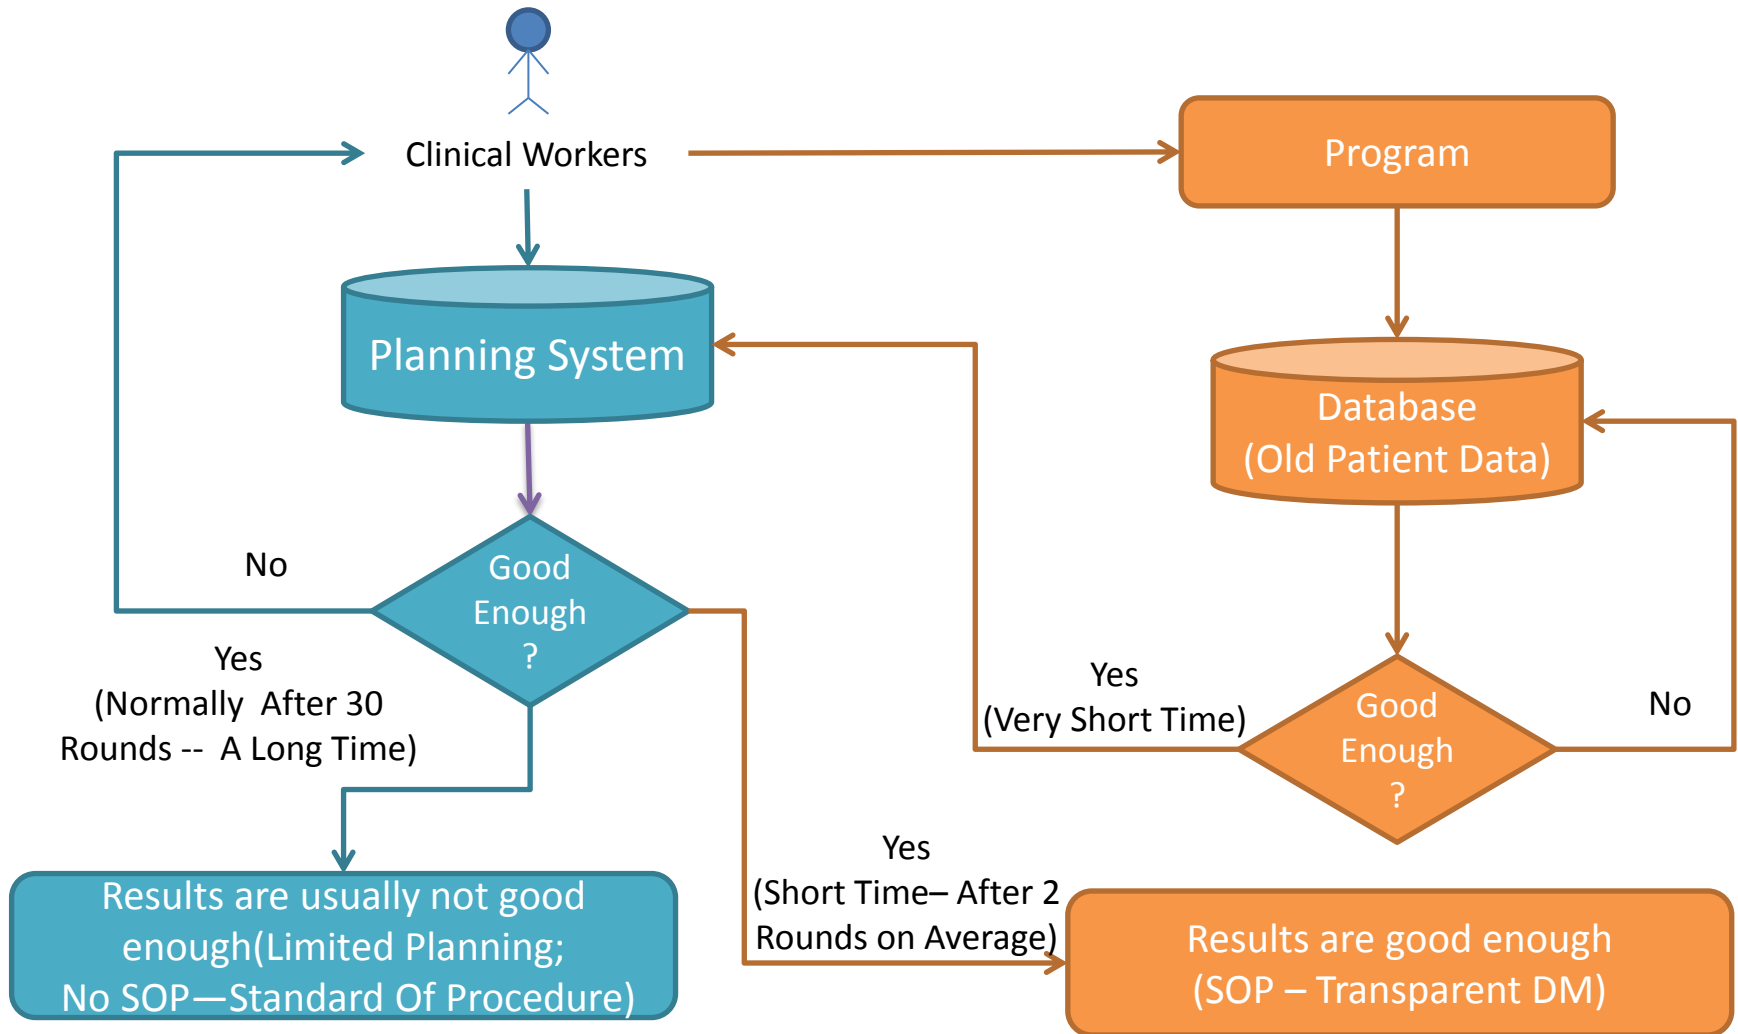 Clinical Workers
Program
Planning System
Database
(Old Patient Data)
No
Good
Enough
?
Yes
(Normally  After 30
Rounds --  A Long Time)
Yes
(Very Short Time)
Good
Enough
?
No
Yes
(Short Time– After 2
Rounds on Average)
Results are usually not good
enough(Limited Planning;
No SOP—Standard Of Procedure)
Results are good enough
(SOP – Transparent DM)